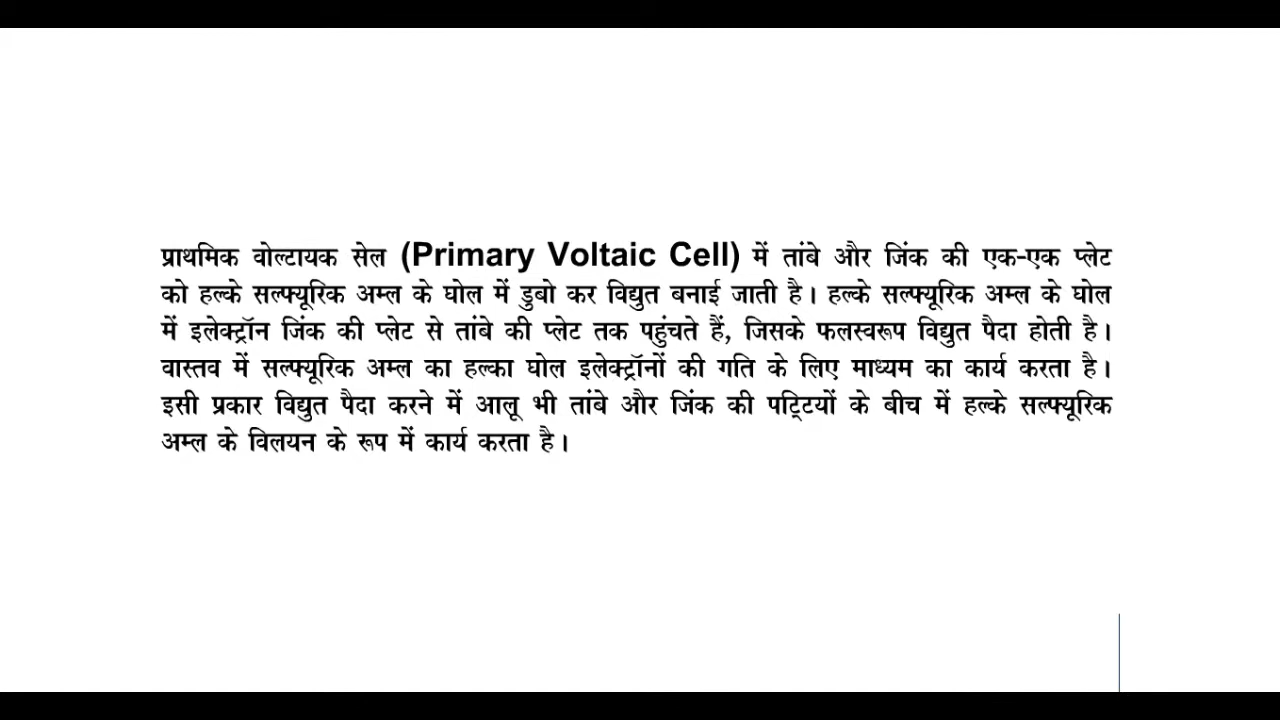 प्राथमिक वोल्टायक सेल (Primary Voltaic Cell) में तांबे और जिंक की एक-एक प्लेट
को हल्के सल्फ्यूरिक अम्ल के घोल में डुबो कर विद्युत बनाई जाती है। हल्के सल्फ्यूरिक अम्ल के घोल
में इलेक्ट्रॉन जिंक की प्लेट से तांबे की प्लेट तक पहुंचते हैं, जिसके फलस्वरूप विद्युत पैदा होती है।
वास्तव में सल्फ्यूरिक अम्ल का हल्का घोल इलेक्ट्रॉनों की गति के लिए माध्यम का कार्य करता है।
इसी प्रकार विद्युत पैदा करने में आलू भी तांबे और जिंक की पट्टियों के बीच में हल्के सल्फ्यूरिक
अम्ल के विलयन के रूप में कार्य करता है।